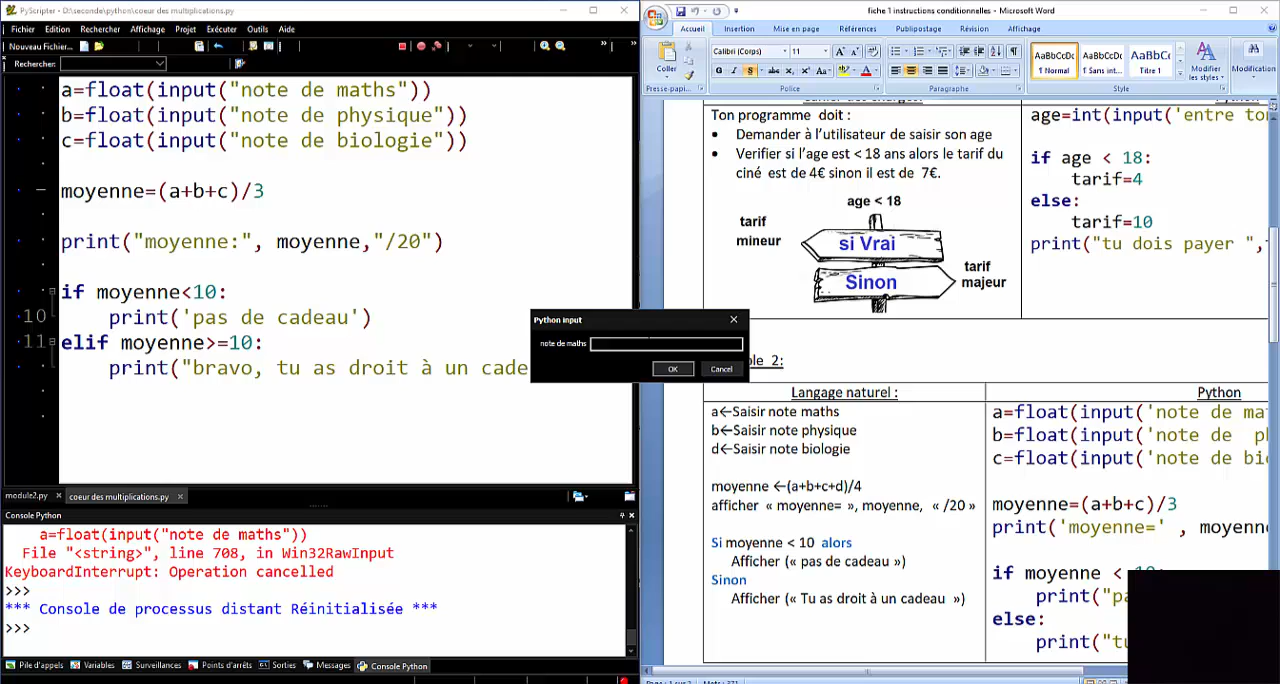 PyScripter - D:\seconde\python\coeur des multiplications.py
Fichier Edition Rechercher Affichage Projet Exécuter Outils Aide
Nouveau Fichier...
Rechercher:
a=float(input("note de maths"))
b=float(input("note de physique"))
c=float(input("note de biologie"))
moyenne=(a+b+c)/3
print("moyenne:", moyenne,"/20")
if moyenne<10:
10 print('pas de cadeau')
11 elif moyenne>=10:
print("bravo, tu as droit à un cade
module2.py
coeur des multiplications.py
Console Python
a=float(input("note de maths"))
File "<string>", line 708, in Win32RawInput
KeyboardInterrupt: Operation cancelled
>>>
*** Console de processus distant Réinitialisée ***
>>>
Pile d'appels Variables Surveillances Points d'arrêts Sorties Messages Console Python
Python input
note de maths
OK Cancel
fiche 1 instructions conditionnelles - Microsoft Word
Accueil Insertion Mise en page Références Publipostage Révision Affichage
Calibri (Corps) 11
Coller
AaBbCcDc AaBbCcDc AaBbCc
¶ Normal ¶ Sans int... Titre 1
Modifier les styles
Modification
Presse-papi... Police Paragraphe Style
Ton programme doit :
• Demander à l'utilisateur de saisir son age
• Verifier si l'age est < 18 ans alors le tarif du
ciné est de 4€ sinon il est de 7€.
age < 18
tarif
mineur
si Vrai
Sinon
tarif
majeur
age=int(input('entre to
if age < 18:
tarif=4
else:
tarif=10
print("tu dois payer ",
2:
Langage naturel :
a←Saisir note maths
b←Saisir note physique
d←Saisir note biologie
moyenne ←(a+b+c+d)/4
afficher « moyenne= », moyenne, « /20 »
Si moyenne < 10 alors
Afficher (« pas de cadeau »)
Sinon
Afficher (« Tu as droit à un cadeau »)
Python
a=float(input('note de ma
b=float(input('note de p
c=float(input('note de bi
moyenne=(a+b+c)/3
print('moyenne=' , moyenn
if moyenne <
print("p
else:
print("t